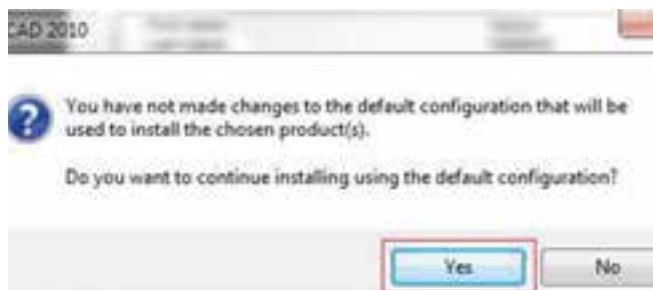 CAD 2010
You have not made changes to the default configuration that will be
used to install the chosen product(s).
Do you want to continue installing using the default configuration?
Yes
No